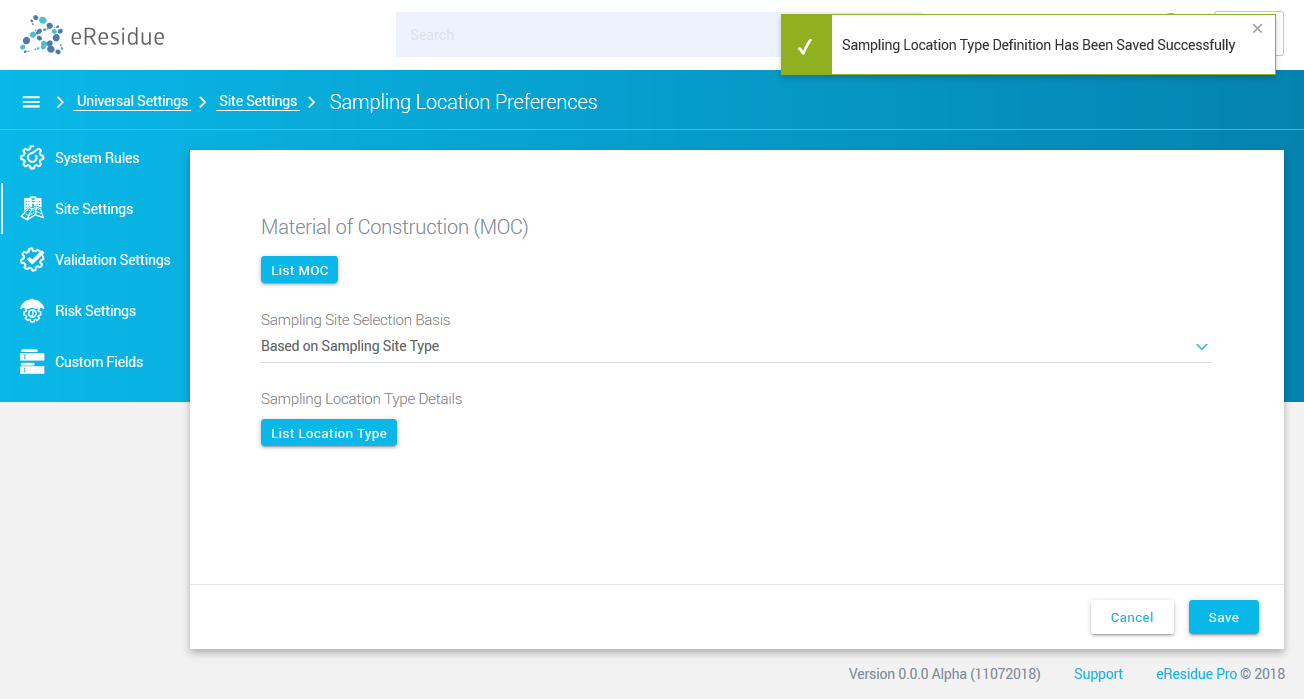 eResidue
Search
Sampling Location Type Definition Has Been Saved Successfully
Universal Settings
Site Settings
Sampling Location Preferences
System Rules
Site Settings
Validation Settings
Risk Settings
Custom Fields
Material of Construction (MOC)
List MOC
Sampling Site Selection Basis
Based on Sampling Site Type
Sampling Location Type Details
List Location Type
Cancel
Save
Version 0.0.0 Alpha (11072018)
Support
eResidue Pro © 2018